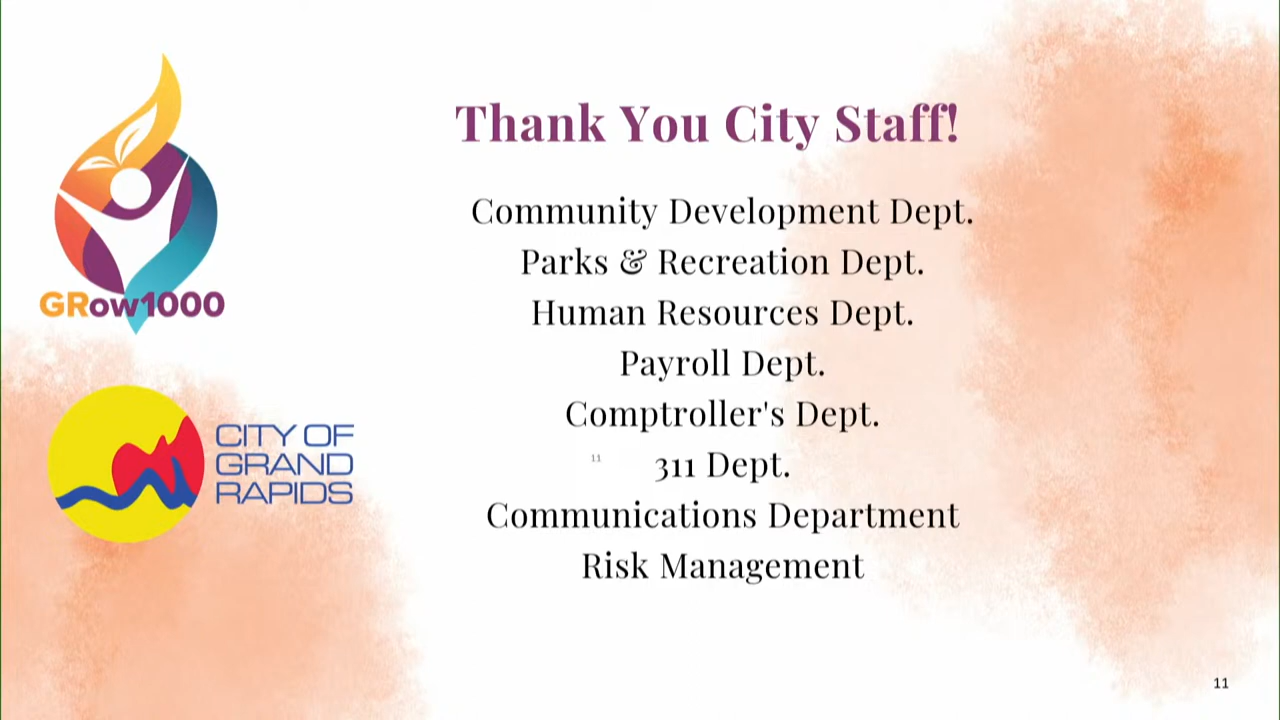 GRow1000
CITY OF
GRAND
RAPIDS
Thank You City Staff!
Community Development Dept.
Parks & Recreation Dept.
Human Resources Dept.
Payroll Dept.
Comptroller's Dept.
11
311 Dept.
Communications Department
Risk Management
11